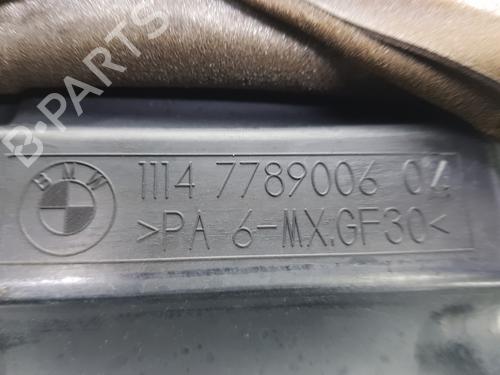 B-PARTS
BMW
1114 7789006 04
>PA 6-MX.GF30<